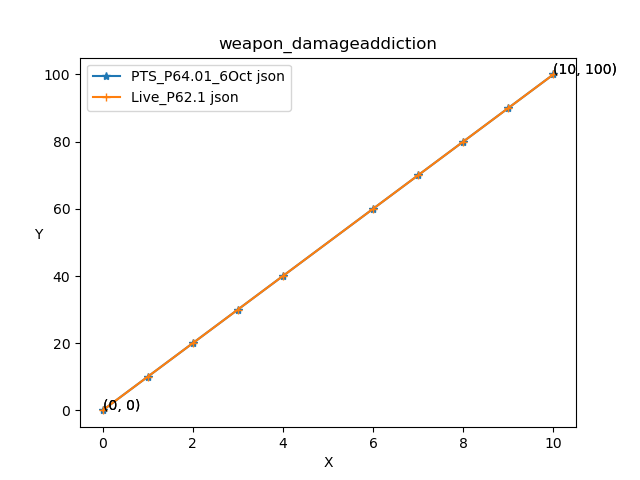 weapon_damageaddiction
PTS_P64.01_6Oct json
Live_P62.1 json
(10, 100)
100
80
60
Y
40
20
0
(0, 0)
0 2 4 6 8 10
X